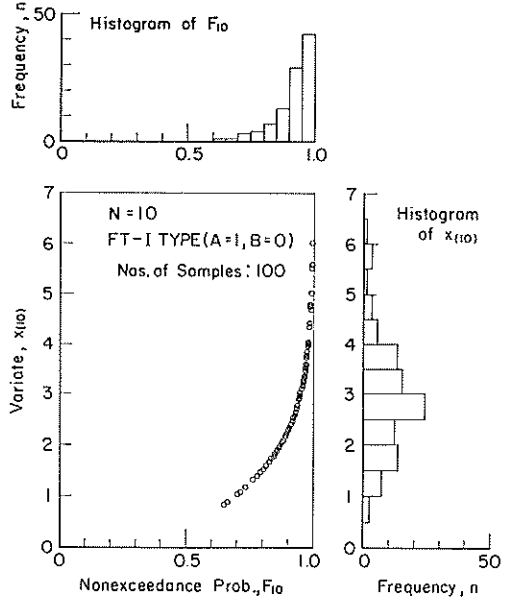 50
Histogram of F10
Frequency, n
0
0
0.5
1.0
7
6
5
4
3
2
1
0
Variate, x(10)
N=10
FT-I TYPE (A=1, B=0)
Nos. of Samples: 100
0
0.5
1.0
Nonexceedance Prob., F10
7
6
5
4
3
2
1
0
Histogram
of x(10)
0
50
Frequency, n